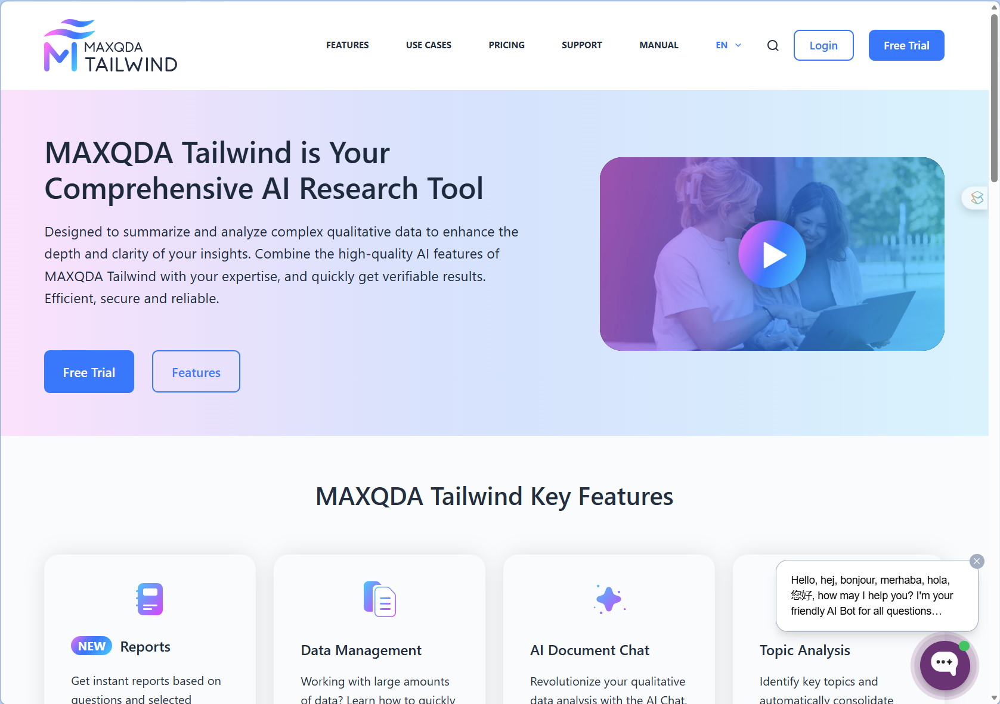 MAXQDA
TAILWIND
FEATURES
USE CASES
PRICING
SUPPORT
MANUAL
EN
Login
Free Trial
MAXQDA Tailwind is Your
Comprehensive AI Research Tool
Designed to summarize and analyze complex qualitative data to enhance the
depth and clarity of your insights. Combine the high-quality AI features of
MAXQDA Tailwind with your expertise, and quickly get verifiable results.
Efficient, secure and reliable.
Free Trial
Features
MAXQDA Tailwind Key Features
NEW Reports
Get instant reports based on
questions and selected
Data Management
Working with large amounts
of data? Learn how to quickly
AI Document Chat
Revolutionize your qualitative
data analysis with the AI Chat.
Topic Analysis
Identify key topics and
automatically consolidate
Hello, hej, bonjour, merhaba, hola,
您好, how may I help you? I'm your
friendly AI Bot for all questions…